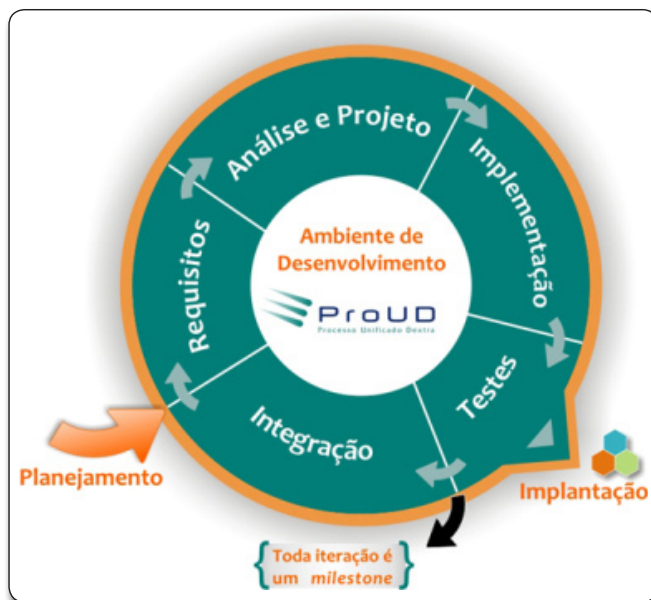 Análise e Projeto
Implementação
Ambiente de
Desenvolvimento
ProUD
Processo Unificado Dextra
Requisitos
Testes
Integração
Planejamento
Implantação
Toda iteração é
um milestone